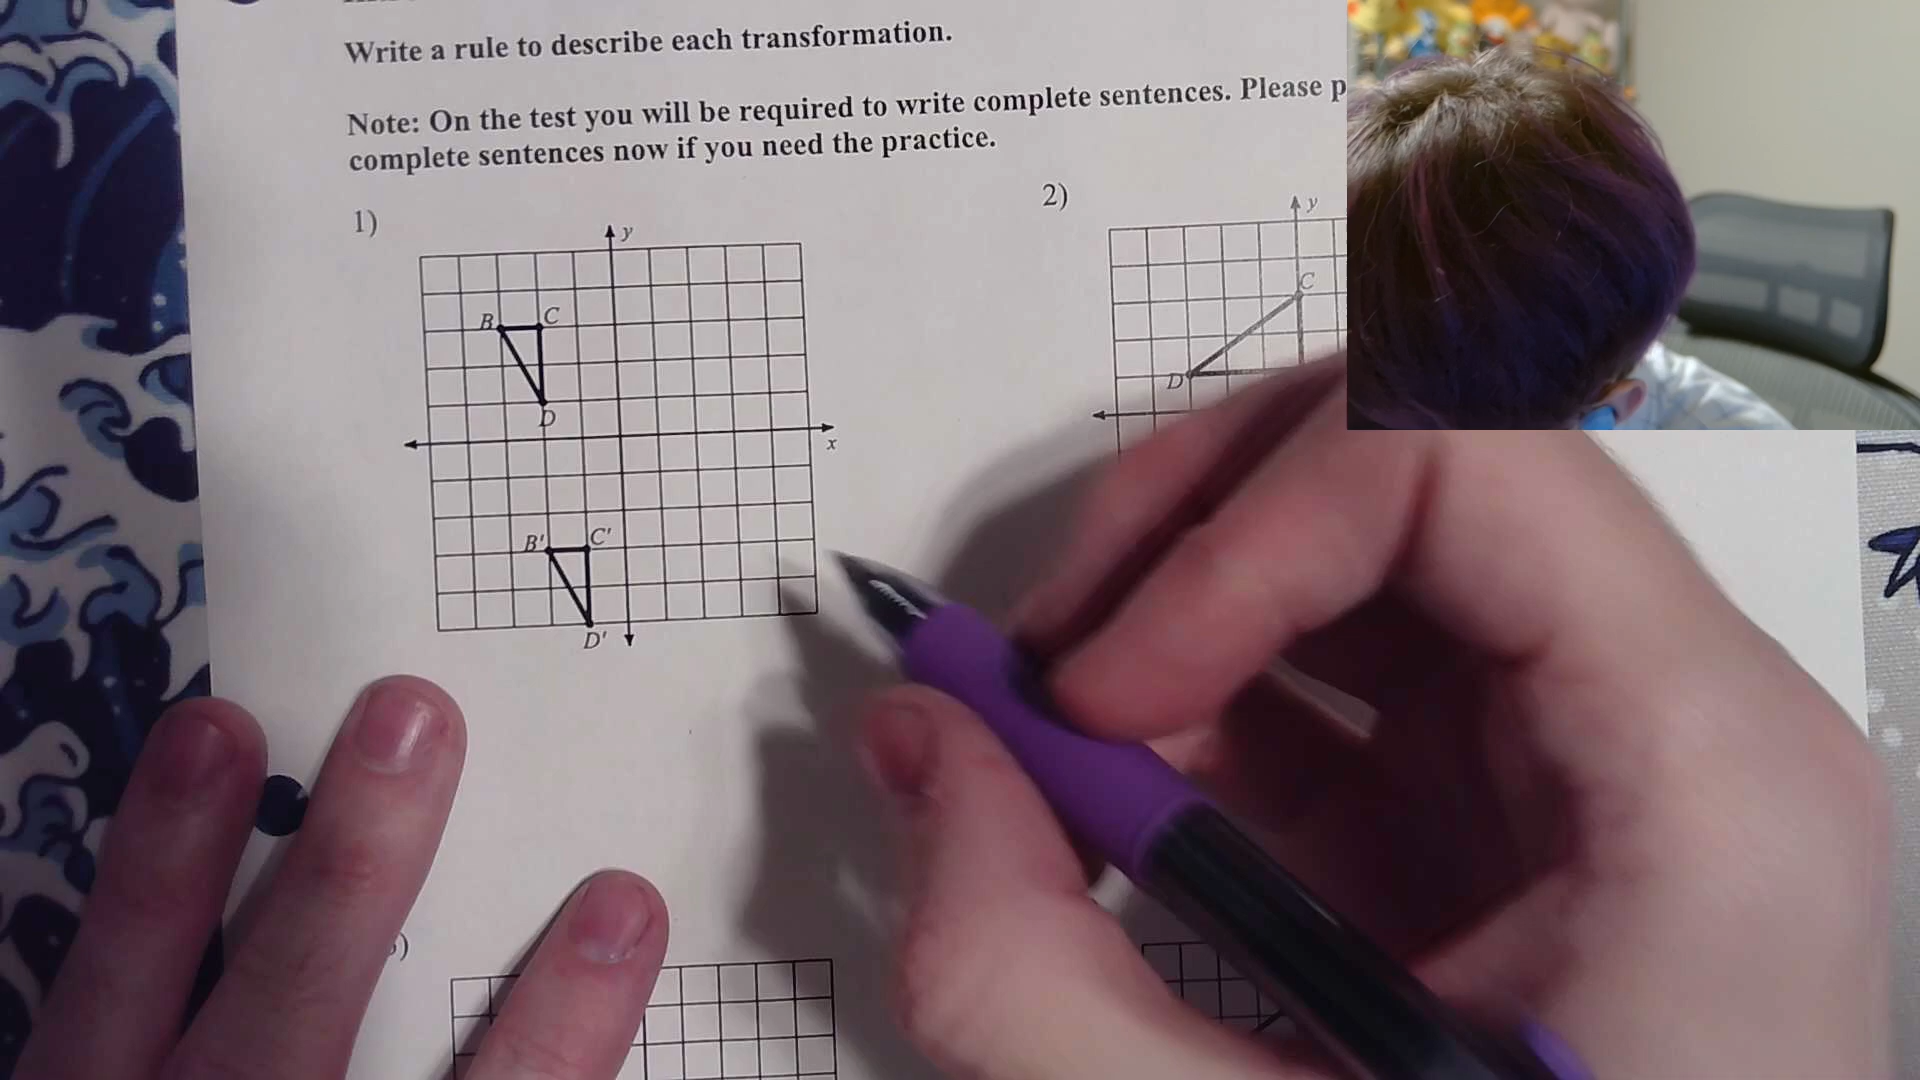 Write a rule to describe each transformation.
Note: On the test you will be required to write complete sentences. Please p
complete sentences now if you need the practice.
1)
y
B
C
D
x
B'
C'
D'
2)
y
C
D